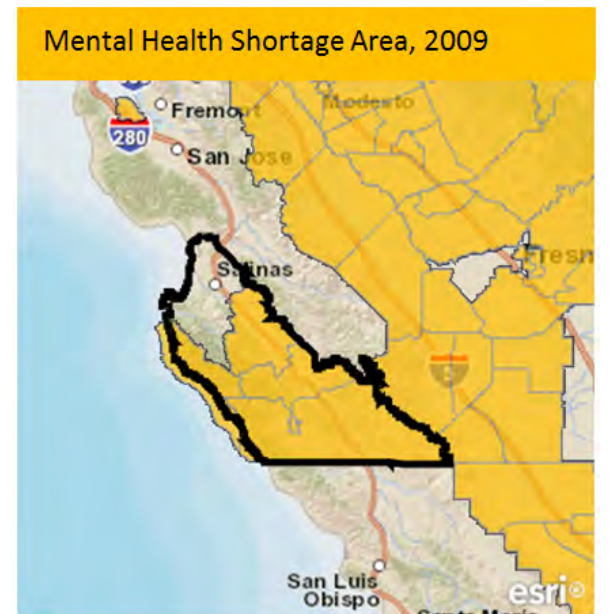 Mental Health Shortage Area, 2009
Modesto
Fremont
280
San Jose
Fresn
Salinas
5
San Luis
Obispo
esri